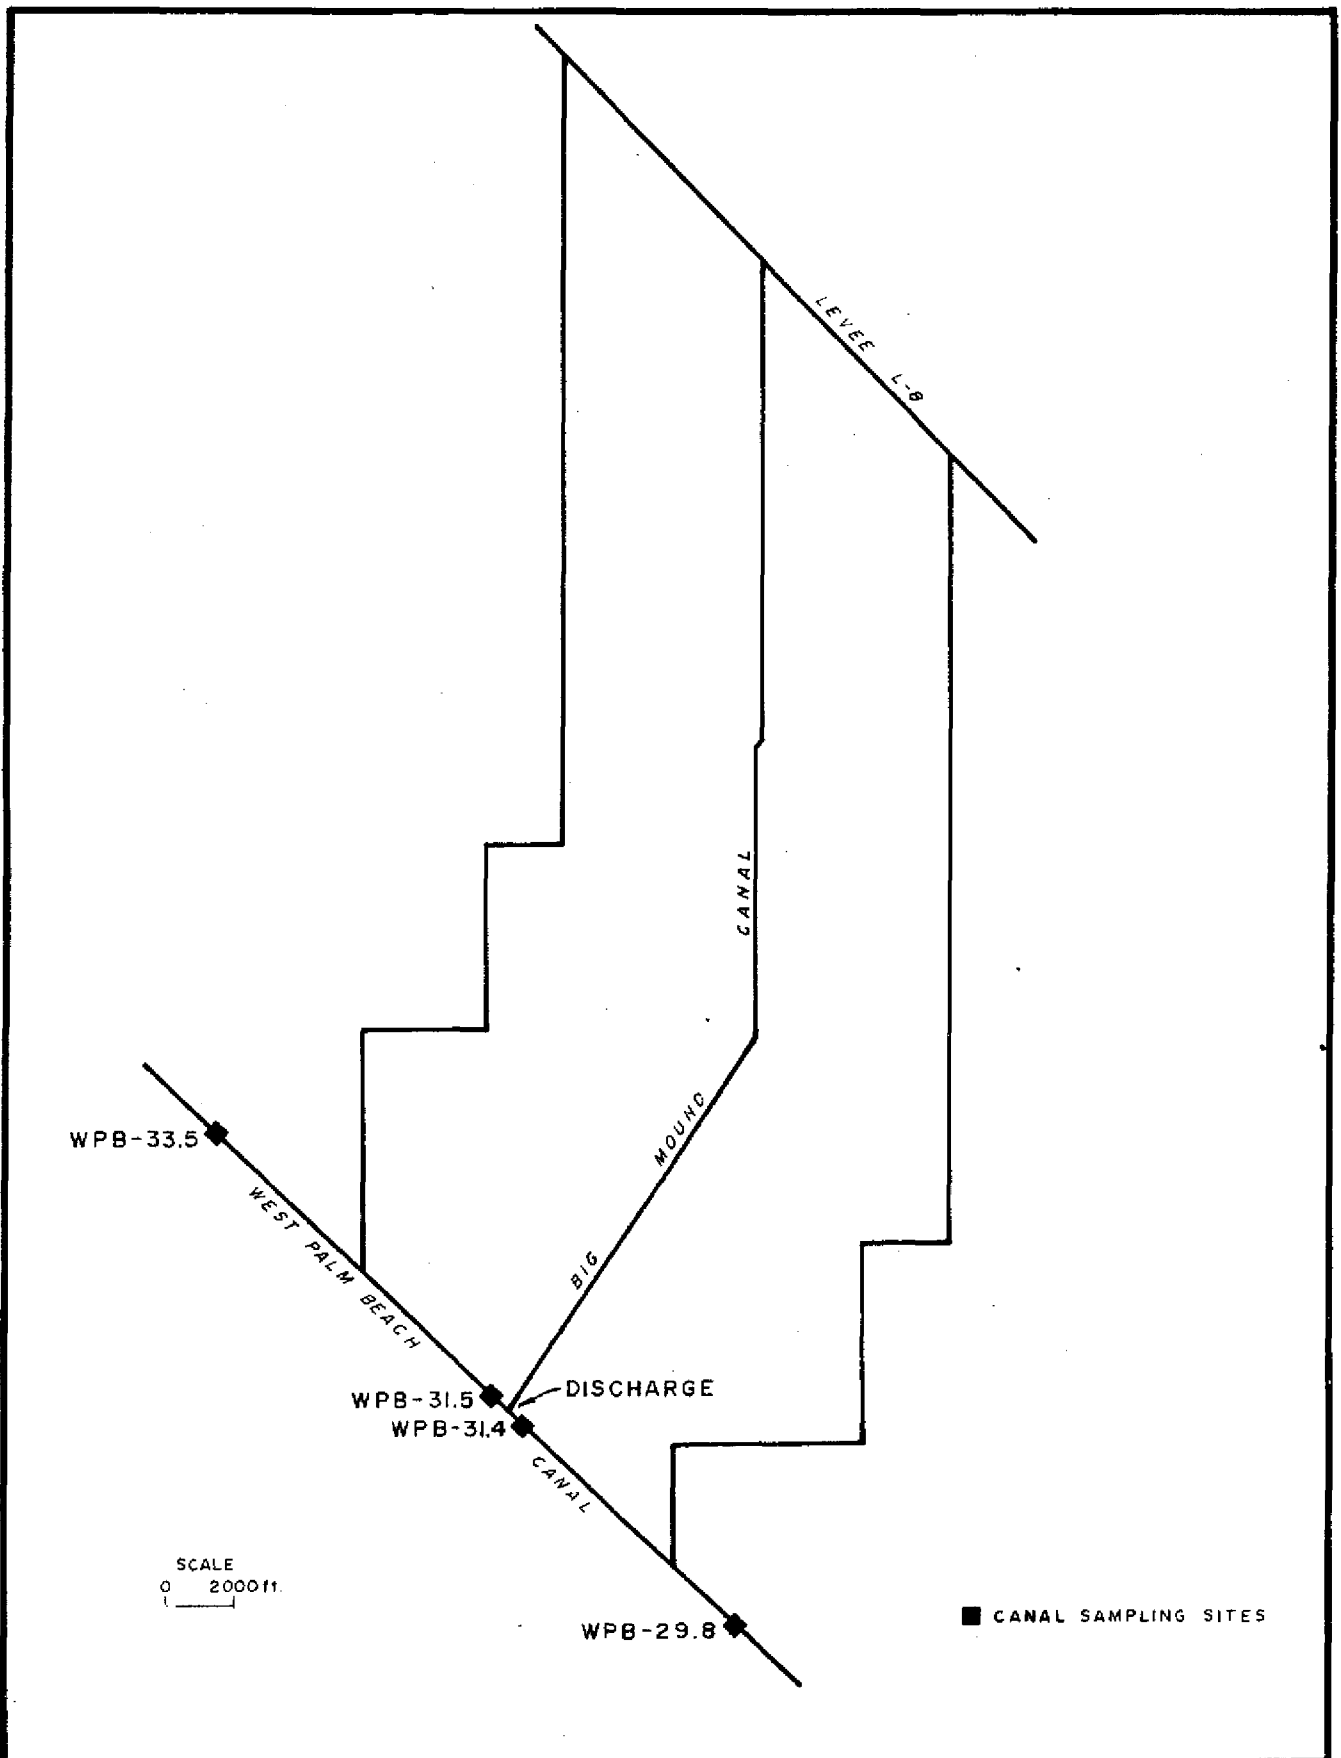 LEVEE L-8
CANAL
MOUND
BIG
WPB-33.5
WEST PALM BEACH
DISCHARGE
WPB-31.5
WPB-31.4
CANAL
SCALE
0 2000 ft.
WPB-29.8
CANAL SAMPLING SITES